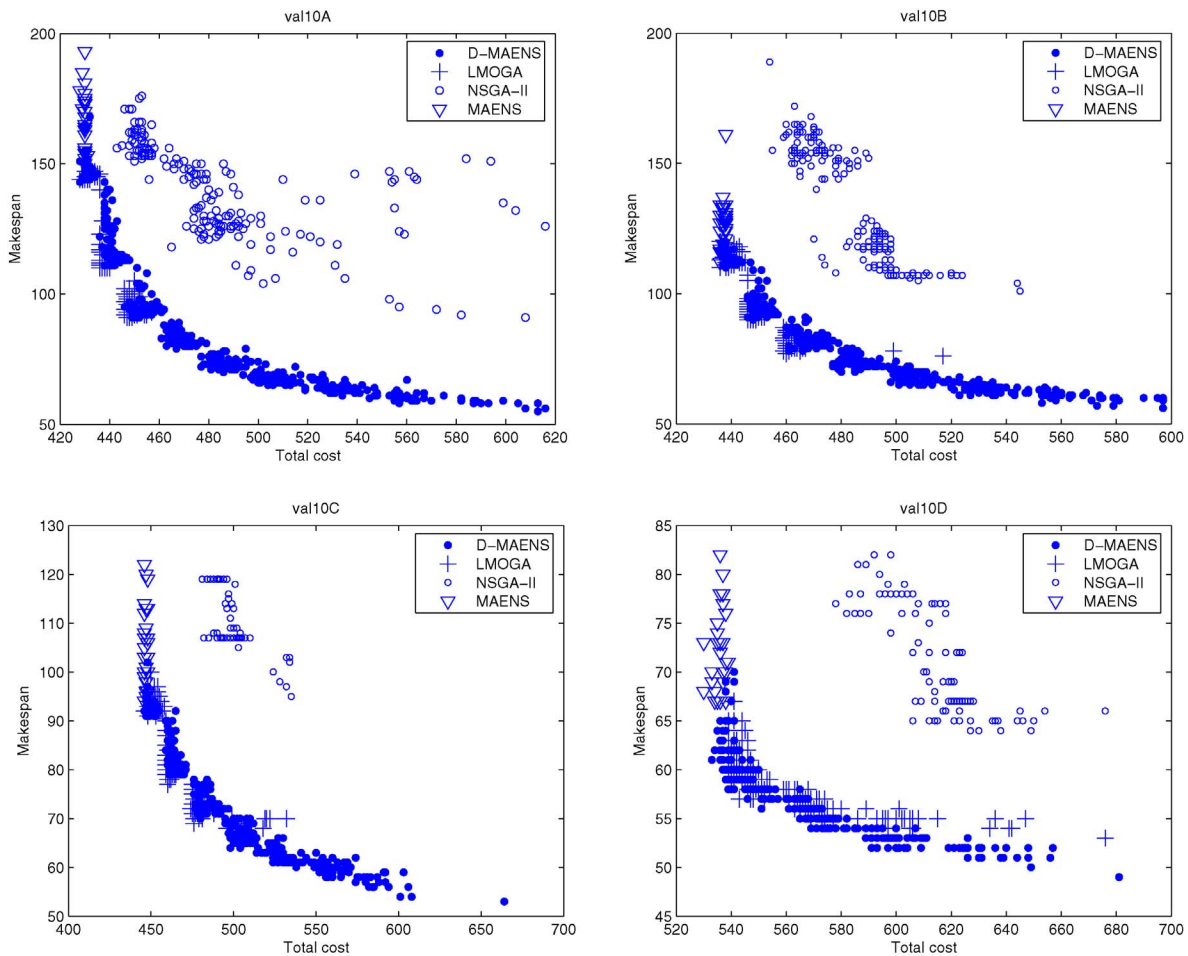 val10A
200
150
100
50
Makespan
D-MAENS
LMOGA
NSGA-II
MAENS
420 440 460 480 500 520 540 560 580 600 620
Total cost
val10B
200
150
100
50
Makespan
D-MAENS
LMOGA
NSGA-II
MAENS
420 440 460 480 500 520 540 560 580 600
Total cost
val10C
130
120
110
100
90
80
70
60
50
Makespan
D-MAENS
LMOGA
NSGA-II
MAENS
400 450 500 550 600 650 700
Total cost
val10D
85
80
75
70
65
60
55
50
45
Makespan
D-MAENS
LMOGA
NSGA-II
MAENS
520 540 560 580 600 620 640 660 680 700
Total cost